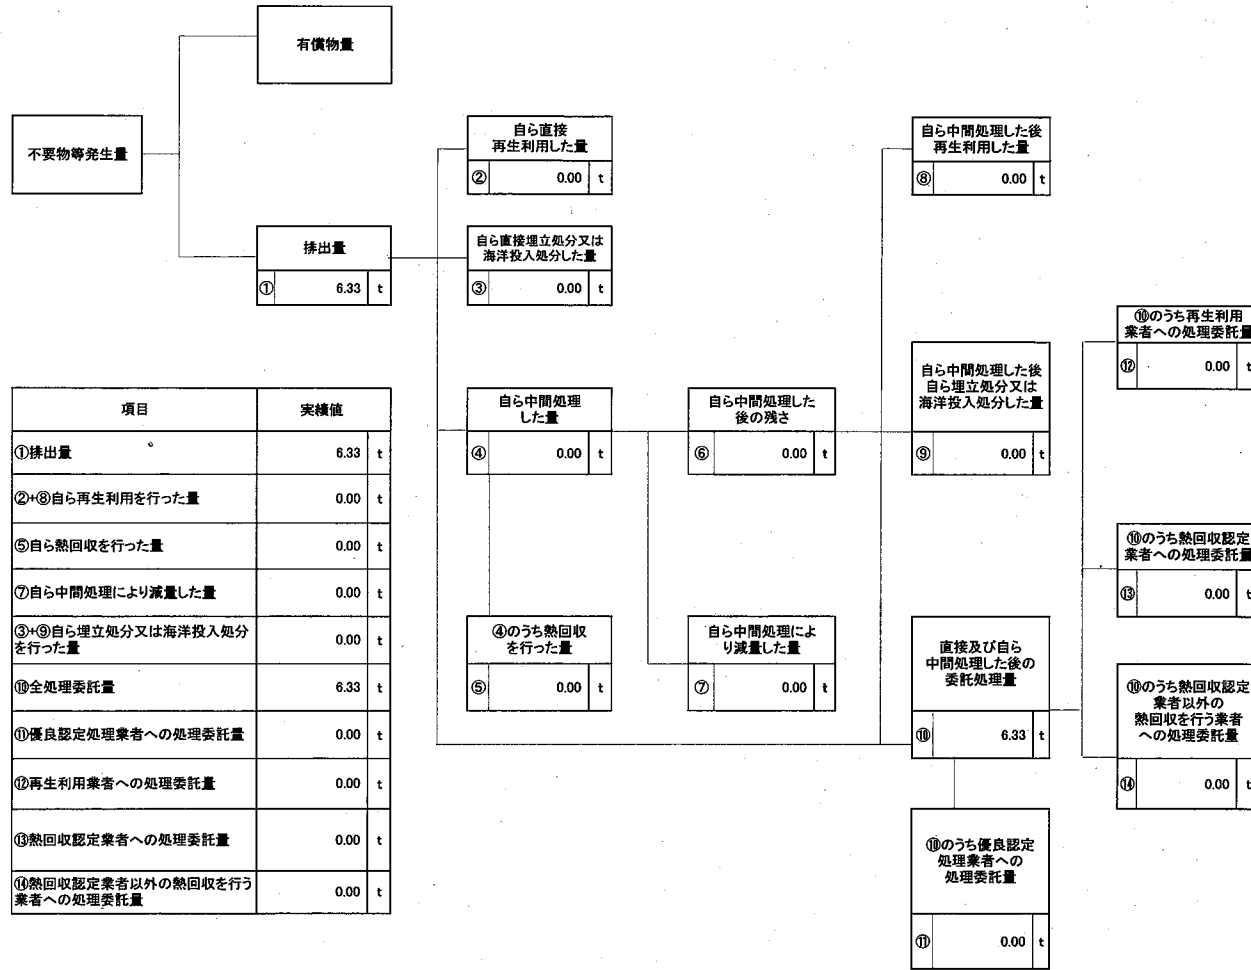 有償物量
不要物等発生量
排出量
① 6.33 t
自ら直接
再生利用した量
② 0.00 t
自ら直接埋立処分又は
海洋投入処分した量
③ 0.00 t
自ら中間処理
した量
④ 0.00 t
④のうち熱回収
を行った量
⑤ 0.00 t
自ら中間処理した
後の残さ
⑥ 0.00 t
自ら中間処理によ
り減量した量
⑦ 0.00 t
自ら中間処理した後
再生利用した量
⑧ 0.00 t
自ら中間処理した後
自ら埋立処分又は
海洋投入処分した量
⑨ 0.00 t
直接及び自ら
中間処理した後の
委託処理量
⑩ 6.33 t
⑩のうち優良認定
処理業者への
処理委託量
⑪ 0.00 t
⑩のうち再生利用
業者への処理委託量
⑫ 0.00 t
⑩のうち熱回収認定
業者への処理委託量
⑬ 0.00 t
⑩のうち熱回収認定
業者以外の
熱回収を行う業者
への処理委託量
⑭ 0.00 t
項目 実績値
①排出量 6.33 t
②+⑧自ら再生利用を行った量 0.00 t
⑤自ら熱回収を行った量 0.00 t
⑦自ら中間処理により減量した量 0.00 t
③+⑨自ら埋立処分又は海洋投入処分
を行った量 0.00 t
⑩全処理委託量 6.33 t
⑪優良認定処理業者への処理委託量 0.00 t
⑫再生利用業者への処理委託量 0.00 t
⑬熱回収認定業者への処理委託量 0.00 t
⑭熱回収認定業者以外の熱回収を行う
業者への処理委託量 0.00 t